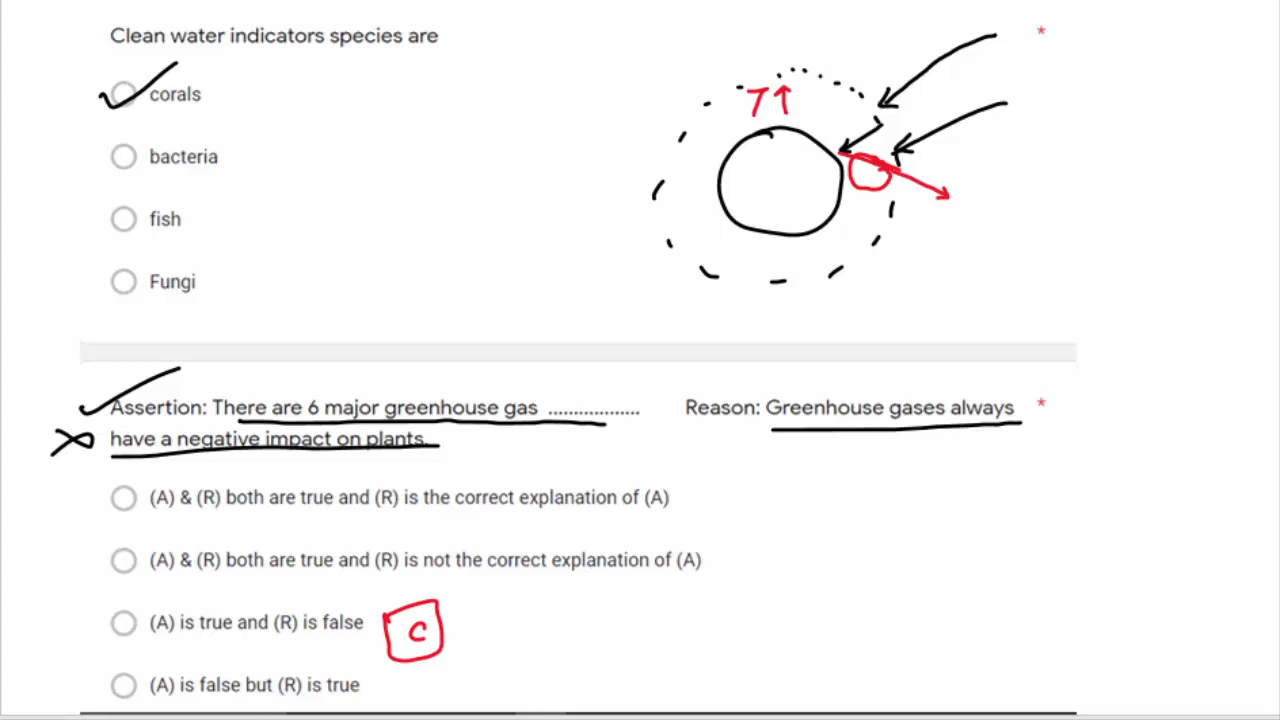 Clean water indicators species are *
corals
T↑
bacteria
fish
Fungi
Assertion: There are 6 major greenhouse gas .................. Reason: Greenhouse gases always *
have a negative impact on plants.
(A) & (R) both are true and (R) is the correct explanation of (A)
(A) & (R) both are true and (R) is not the correct explanation of (A)
(A) is true and (R) is false C
(A) is false but (R) is true